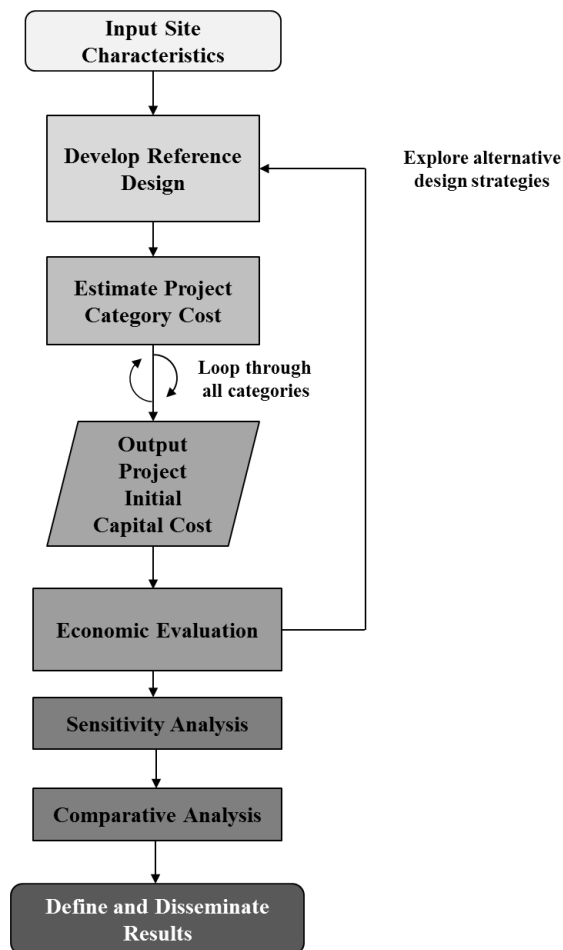 Input Site
Characteristics
Develop Reference
Design
Explore alternative
design strategies
Estimate Project
Category Cost
Loop through
all categories
Output
Project
Initial
Capital Cost
Economic Evaluation
Sensitivity Analysis
Comparative Analysis
Define and Disseminate
Results